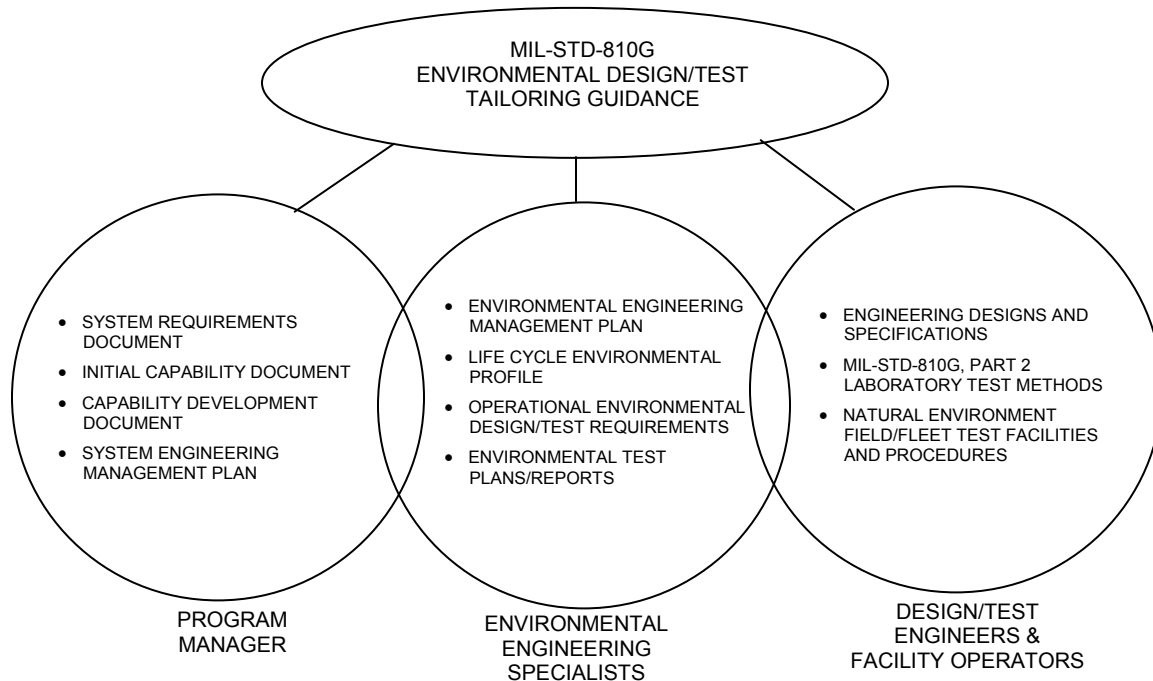 MIL-STD-810G
ENVIRONMENTAL DESIGN/TEST
TAILORING GUIDANCE
• SYSTEM REQUIREMENTS
DOCUMENT
• INITIAL CAPABILITY DOCUMENT
• CAPABILITY DEVELOPMENT
DOCUMENT
• SYSTEM ENGINEERING
MANAGEMENT PLAN
PROGRAM
MANAGER
• ENVIRONMENTAL ENGINEERING
MANAGEMENT PLAN
• LIFE CYCLE ENVIRONMENTAL
PROFILE
• OPERATIONAL ENVIRONMENTAL
DESIGN/TEST REQUIREMENTS
• ENVIRONMENTAL TEST
PLANS/REPORTS
ENVIRONMENTAL
ENGINEERING
SPECIALISTS
• ENGINEERING DESIGNS AND
SPECIFICATIONS
• MIL-STD-810G, PART 2
LABORATORY TEST METHODS
• NATURAL ENVIRONMENT
FIELD/FLEET TEST FACILITIES
AND PROCEDURES
DESIGN/TEST
ENGINEERS &
FACILITY OPERATORS